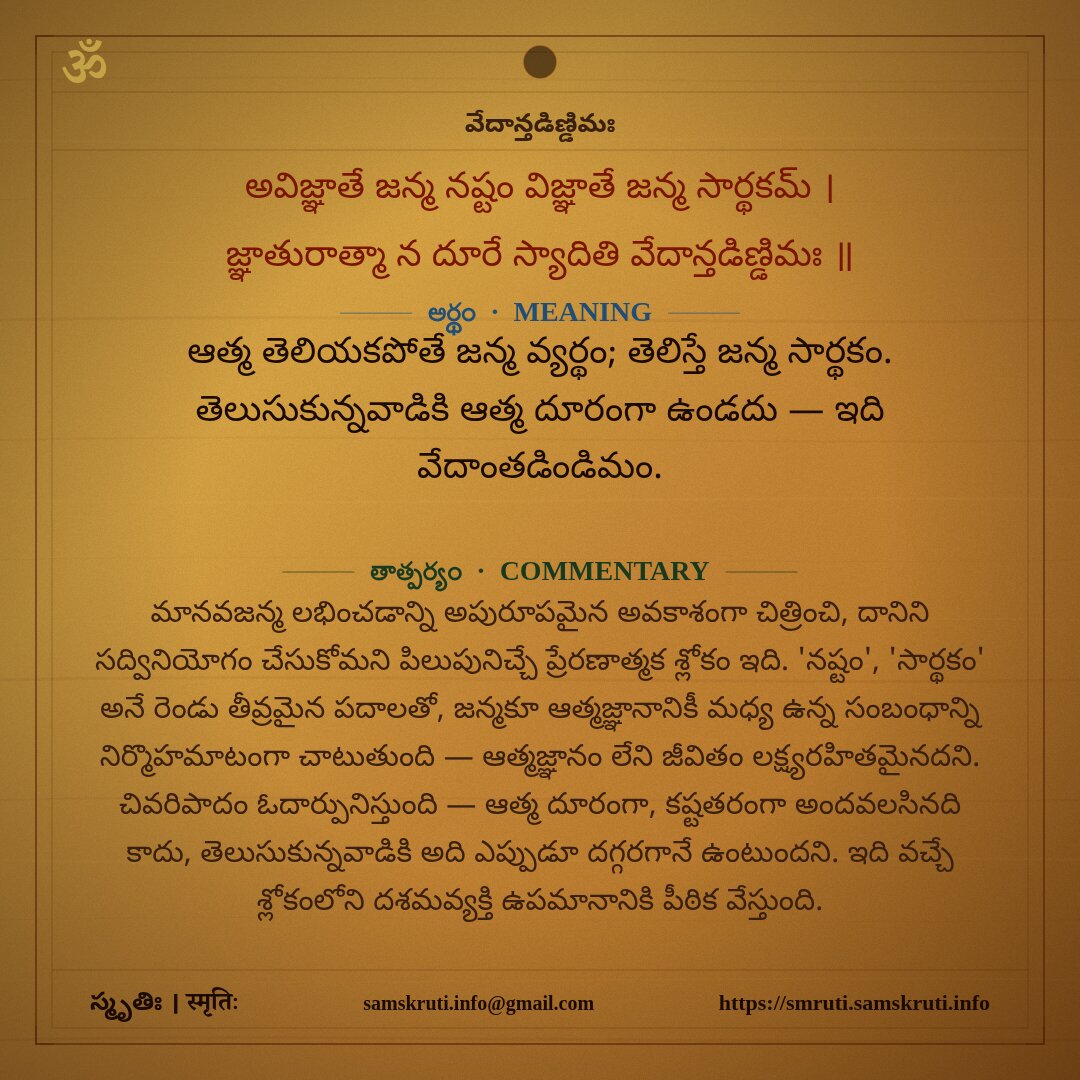 ॐ
వేదాన్తడిణ్డిమః
అవిజ్ఞాతే జన్మ నష్టం విజ్ఞాతే జన్మ సార్థకమ్ |
జ్ఞాతురాత్మా న దూరే స్యాదితి వేదాన్తడిణ్డిమః ||
అర్థం · MEANING
ఆత్మ తెలియకపోతే జన్మ వ్యర్థం; తెలిస్తే జన్మ సార్థకం.
తెలుసుకున్నవాడికి ఆత్మ దూరంగా ఉండదు — ఇది
వేదాంతడిండిమం.
తాత్పర్యం · COMMENTARY
మానవజన్మ లభించడాన్ని అపురూపమైన అవకాశంగా చిత్రించి, దానిని
సద్వినియోగం చేసుకోమని పిలుపునిచ్చే ప్రేరణాత్మక శ్లోకం ఇది. 'నష్టం', 'సార్థకం'
అనే రెండు తీవ్రమైన పదాలతో, జన్మకూ ఆత్మజ్ఞానానికీ మధ్య ఉన్న సంబంధాన్ని
నిర్మొహమాటంగా చాటుతుంది — ఆత్మజ్ఞానం లేని జీవితం లక్ష్యరహితమైనదని.
చివరిపాదం ఓదార్పునిస్తుంది — ఆత్మ దూరంగా, కష్టతరంగా అందవలసినది
కాదు, తెలుసుకున్నవాడికి అది ఎప్పుడూ దగ్గరగానే ఉంటుందని. ఇది వచ్చే
శ్లోకంలోని దశమవ్యక్తి ఉపమానానికి పీఠిక వేస్తుంది.
స్మృతిః | स्मृतिः samskruti.info@gmail.com https://smruti.samskruti.info